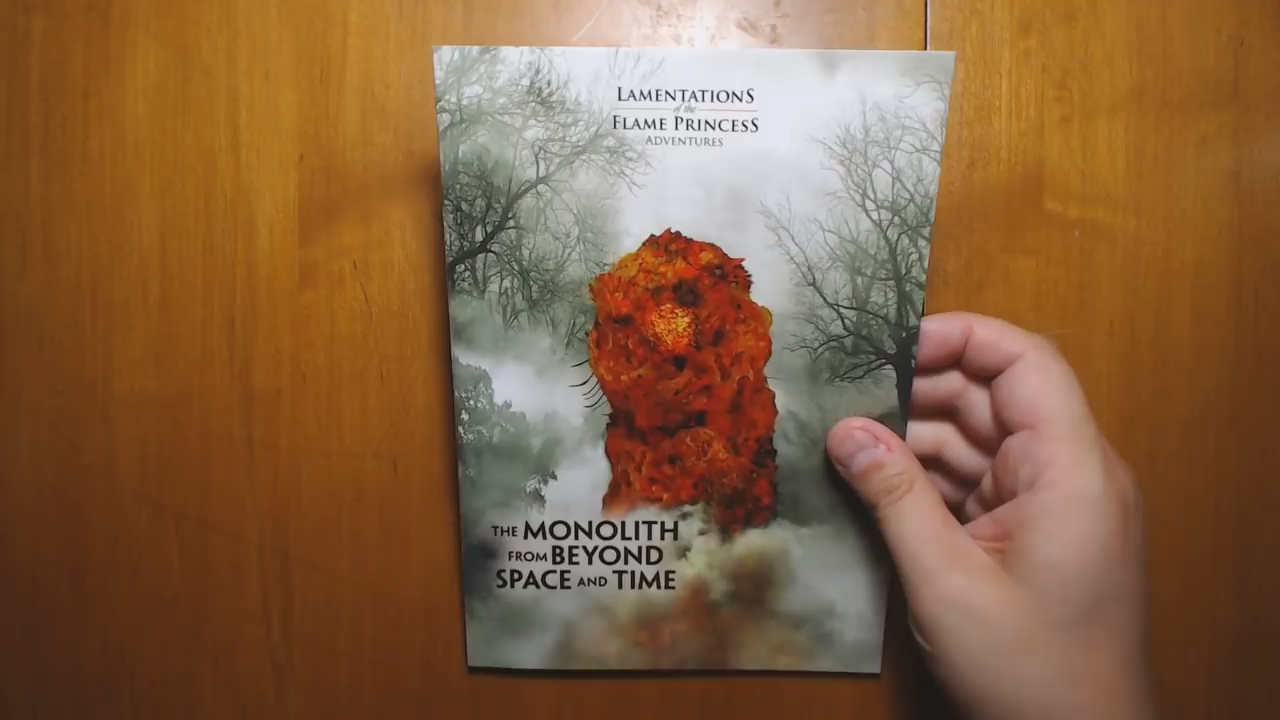 LAMENTATIONS
of the
FLAME PRINCESS
ADVENTURES
THE MONOLITH
FROM BEYOND
SPACE AND TIME